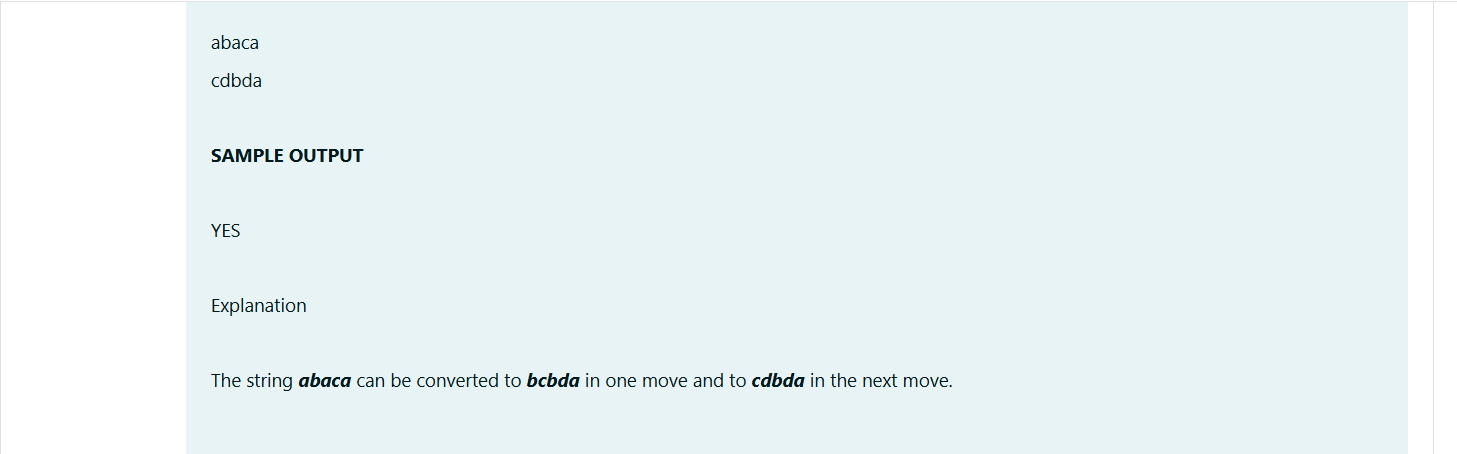 abaca
cdbda
SAMPLE OUTPUT
YES
Explanation
The string abaca can be converted to bcbda in one move and to cdbda in the next move.